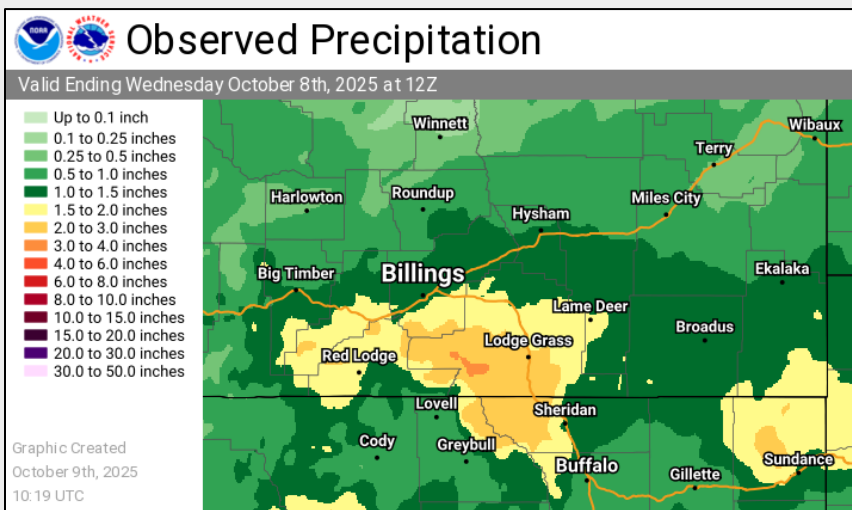 NOAA
Observed Precipitation
Valid Ending Wednesday October 8th, 2025 at 12Z
Up to 0.1 inch
0.1 to 0.25 inches
0.25 to 0.5 inches
0.5 to 1.0 inches
1.0 to 1.5 inches
1.5 to 2.0 inches
2.0 to 3.0 inches
3.0 to 4.0 inches
4.0 to 6.0 inches
6.0 to 8.0 inches
8.0 to 10.0 inches
10.0 to 15.0 inches
15.0 to 20.0 inches
20.0 to 30.0 inches
30.0 to 50.0 inches
Graphic Created
October 9th, 2025
10:19 UTC
Winnett
Wibaux
Terry
Harlowton
Roundup
Miles City
Hysham
Big Timber
Billings
Ekalaka
Lame Deer
Broadus
Lodge Grass
Red Lodge
Lovell
Sheridan
Cody
Greybull
Buffalo
Sundance
Gillette